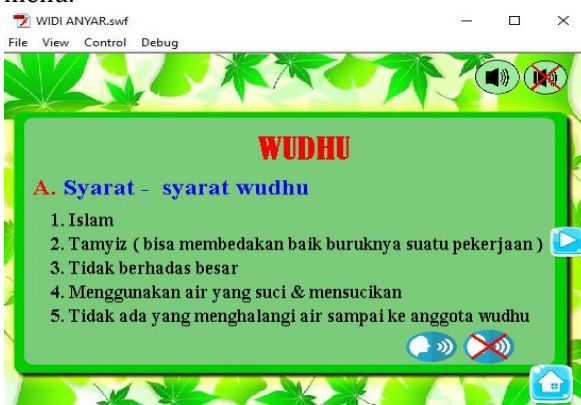 menu.
WIDI ANYAR.swf
File View Control Debug
WUDHU
A. Syarat - syarat wudhu
1. Islam
2. Tamyiz ( bisa membedakan baik buruknya suatu pekerjaan )
3. Tidak berhadas besar
4. Menggunakan air yang suci & mensucikan
5. Tidak ada yang menghalangi air sampai ke anggota wudhu